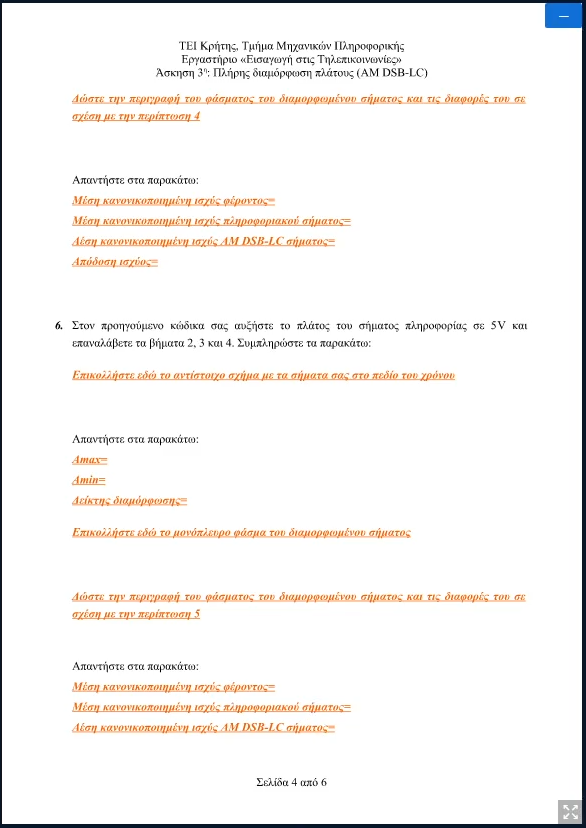 ΤΕΙ Κρήτης, Τμήμα Μηχανικών Πληροφορικής
Εργαστήριο «Εισαγωγή στις Τηλεπικοινωνίες»
Άσκηση 3η: Πλήρης διαμόρφωση πλάτους (AM DSB-LC)
Δώστε την περιγραφή του φάσματος του διαμορφωμένου σήματος και τις διαφορές του σε
σχέση με την περίπτωση 4
Απαντήστε στα παρακάτω:
Μέση κανονικοποιημένη ισχύς φέροντος=
Μέση κανονικοποιημένη ισχύς πληροφοριακού σήματος=
Δέση κανονικοποιημένη ισχύς AM DSB-LC σήματος=
Απόδοση ισχύος=
6. Στον προηγούμενο κώδικα σας αυξήστε το πλάτος του σήματος πληροφορίας σε 5V και
επαναλάβετε τα βήματα 2, 3 και 4. Συμπληρώστε τα παρακάτω:
Επικολλήστε εδώ το αντίστοιχο σχήμα με τα σήματα σας στο πεδίο του χρόνου
Απαντήστε στα παρακάτω:
Amax=
Amin=
Δείκτης διαμόρφωσης=
Επικολλήστε εδώ το μονόπλευρο φάσμα του διαμορφωμένου σήματος
Δώστε την περιγραφή του φάσματος του διαμορφωμένου σήματος και τις διαφορές του σε
σχέση με την περίπτωση 5
Απαντήστε στα παρακάτω:
Μέση κανονικοποιημένη ισχύς φέροντος=
Μέση κανονικοποιημένη ισχύς πληροφοριακού σήματος=
Δέση κανονικοποιημένη ισχύς AM DSB-LC σήματος=
Σελίδα 4 από 6